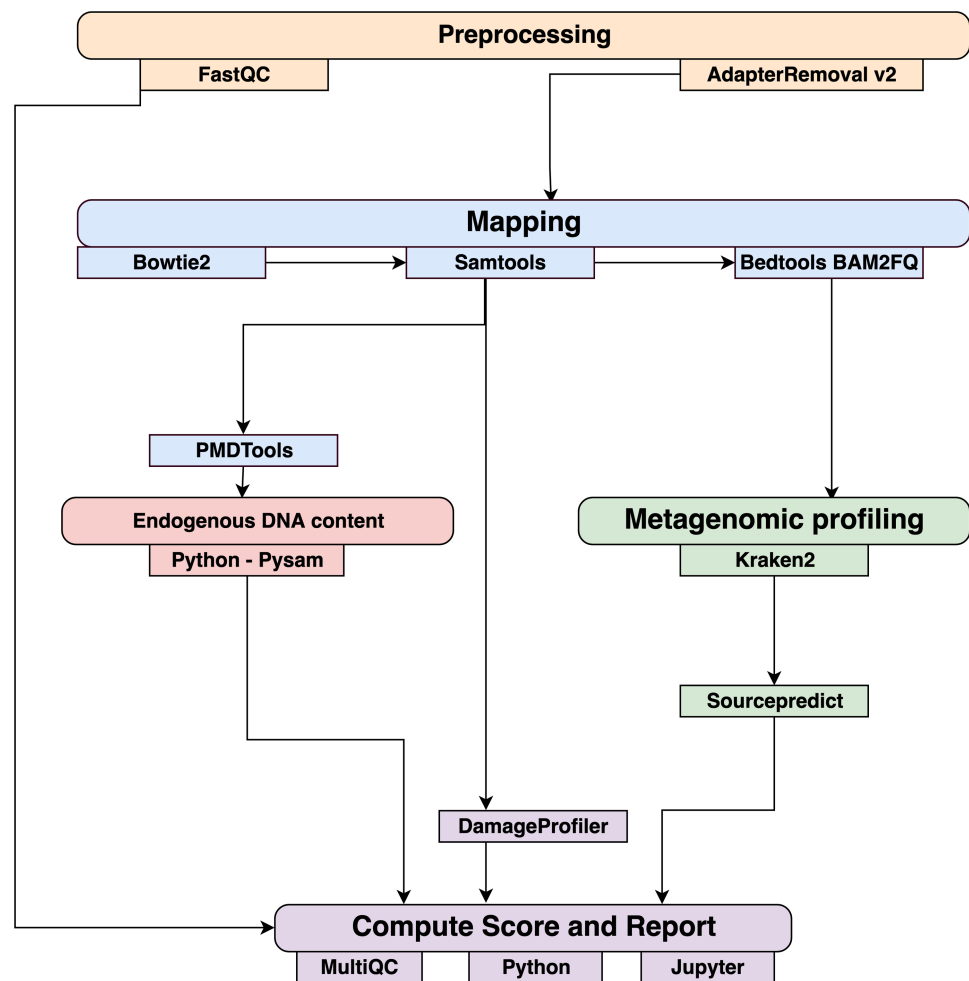 Preprocessing
FastQC
AdapterRemoval v2
Mapping
Bowtie2
Samtools
Bedtools BAM2FQ
PMDTools
Endogenous DNA content
Python - Pysam
Metagenomic profiling
Kraken2
Sourcepredict
DamageProfiler
Compute Score and Report
MultiQC
Python
Jupyter